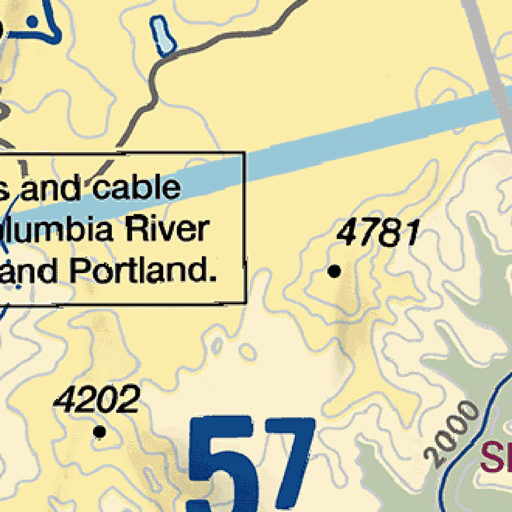 s and cable
lumbia River
and Portland.
4781
4202
57
2000